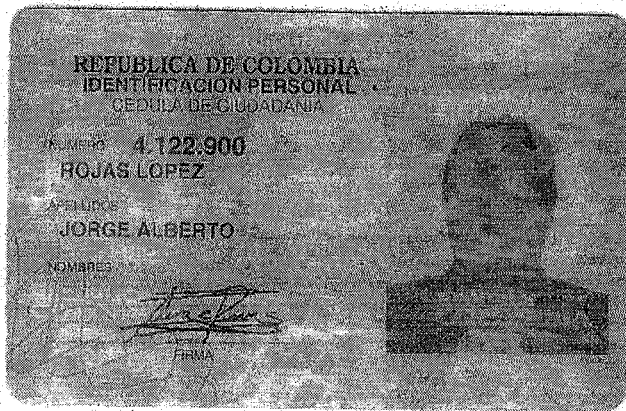 REPUBLICA DE COLOMBIA
IDENTIFICACION PERSONAL
CEDULA DE CIUDADANIA
NUMERO 4.122.900
ROJAS LOPEZ
APELLIDOS
JORGE ALBERTO
NOMBRES
FIRMA